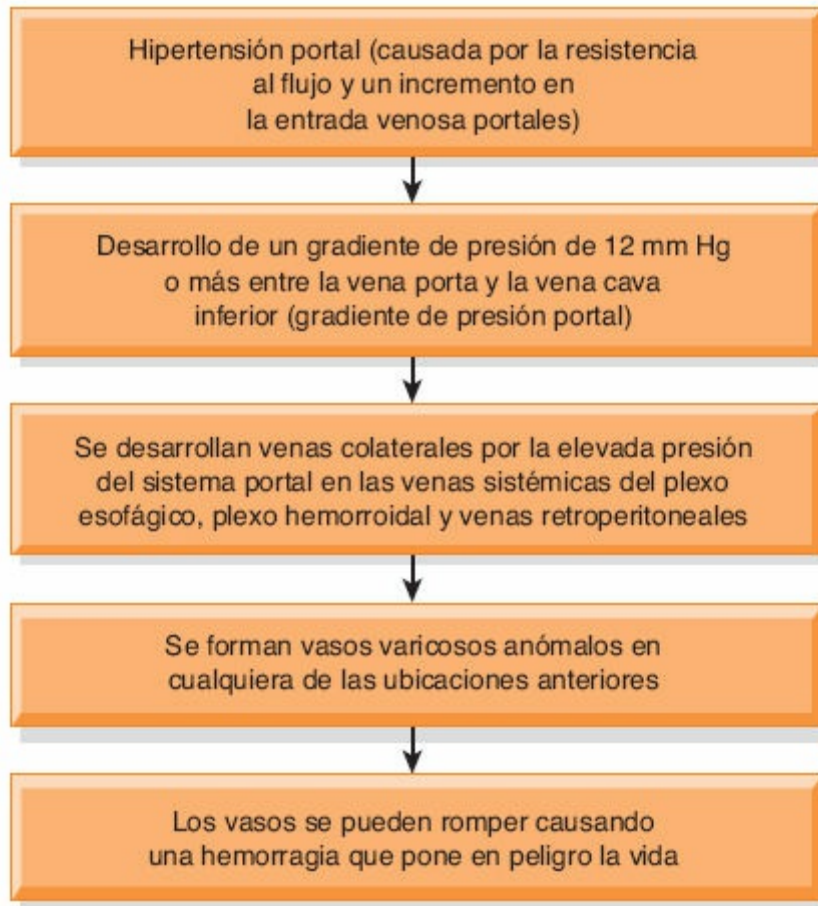 Hipertensión portal (causada por la resistencia
al flujo y un incremento en
la entrada venosa portales)
Desarrollo de un gradiente de presión de 12 mm Hg
o más entre la vena porta y la vena cava
inferior (gradiente de presión portal)
Se desarrollan venas colaterales por la elevada presión
del sistema portal en las venas sistémicas del plexo
esofágico, plexo hemorroidal y venas retroperitoneales
Se forman vasos varicosos anómalos en
cualquiera de las ubicaciones anteriores
Los vasos se pueden romper causando
una hemorragia que pone en peligro la vida